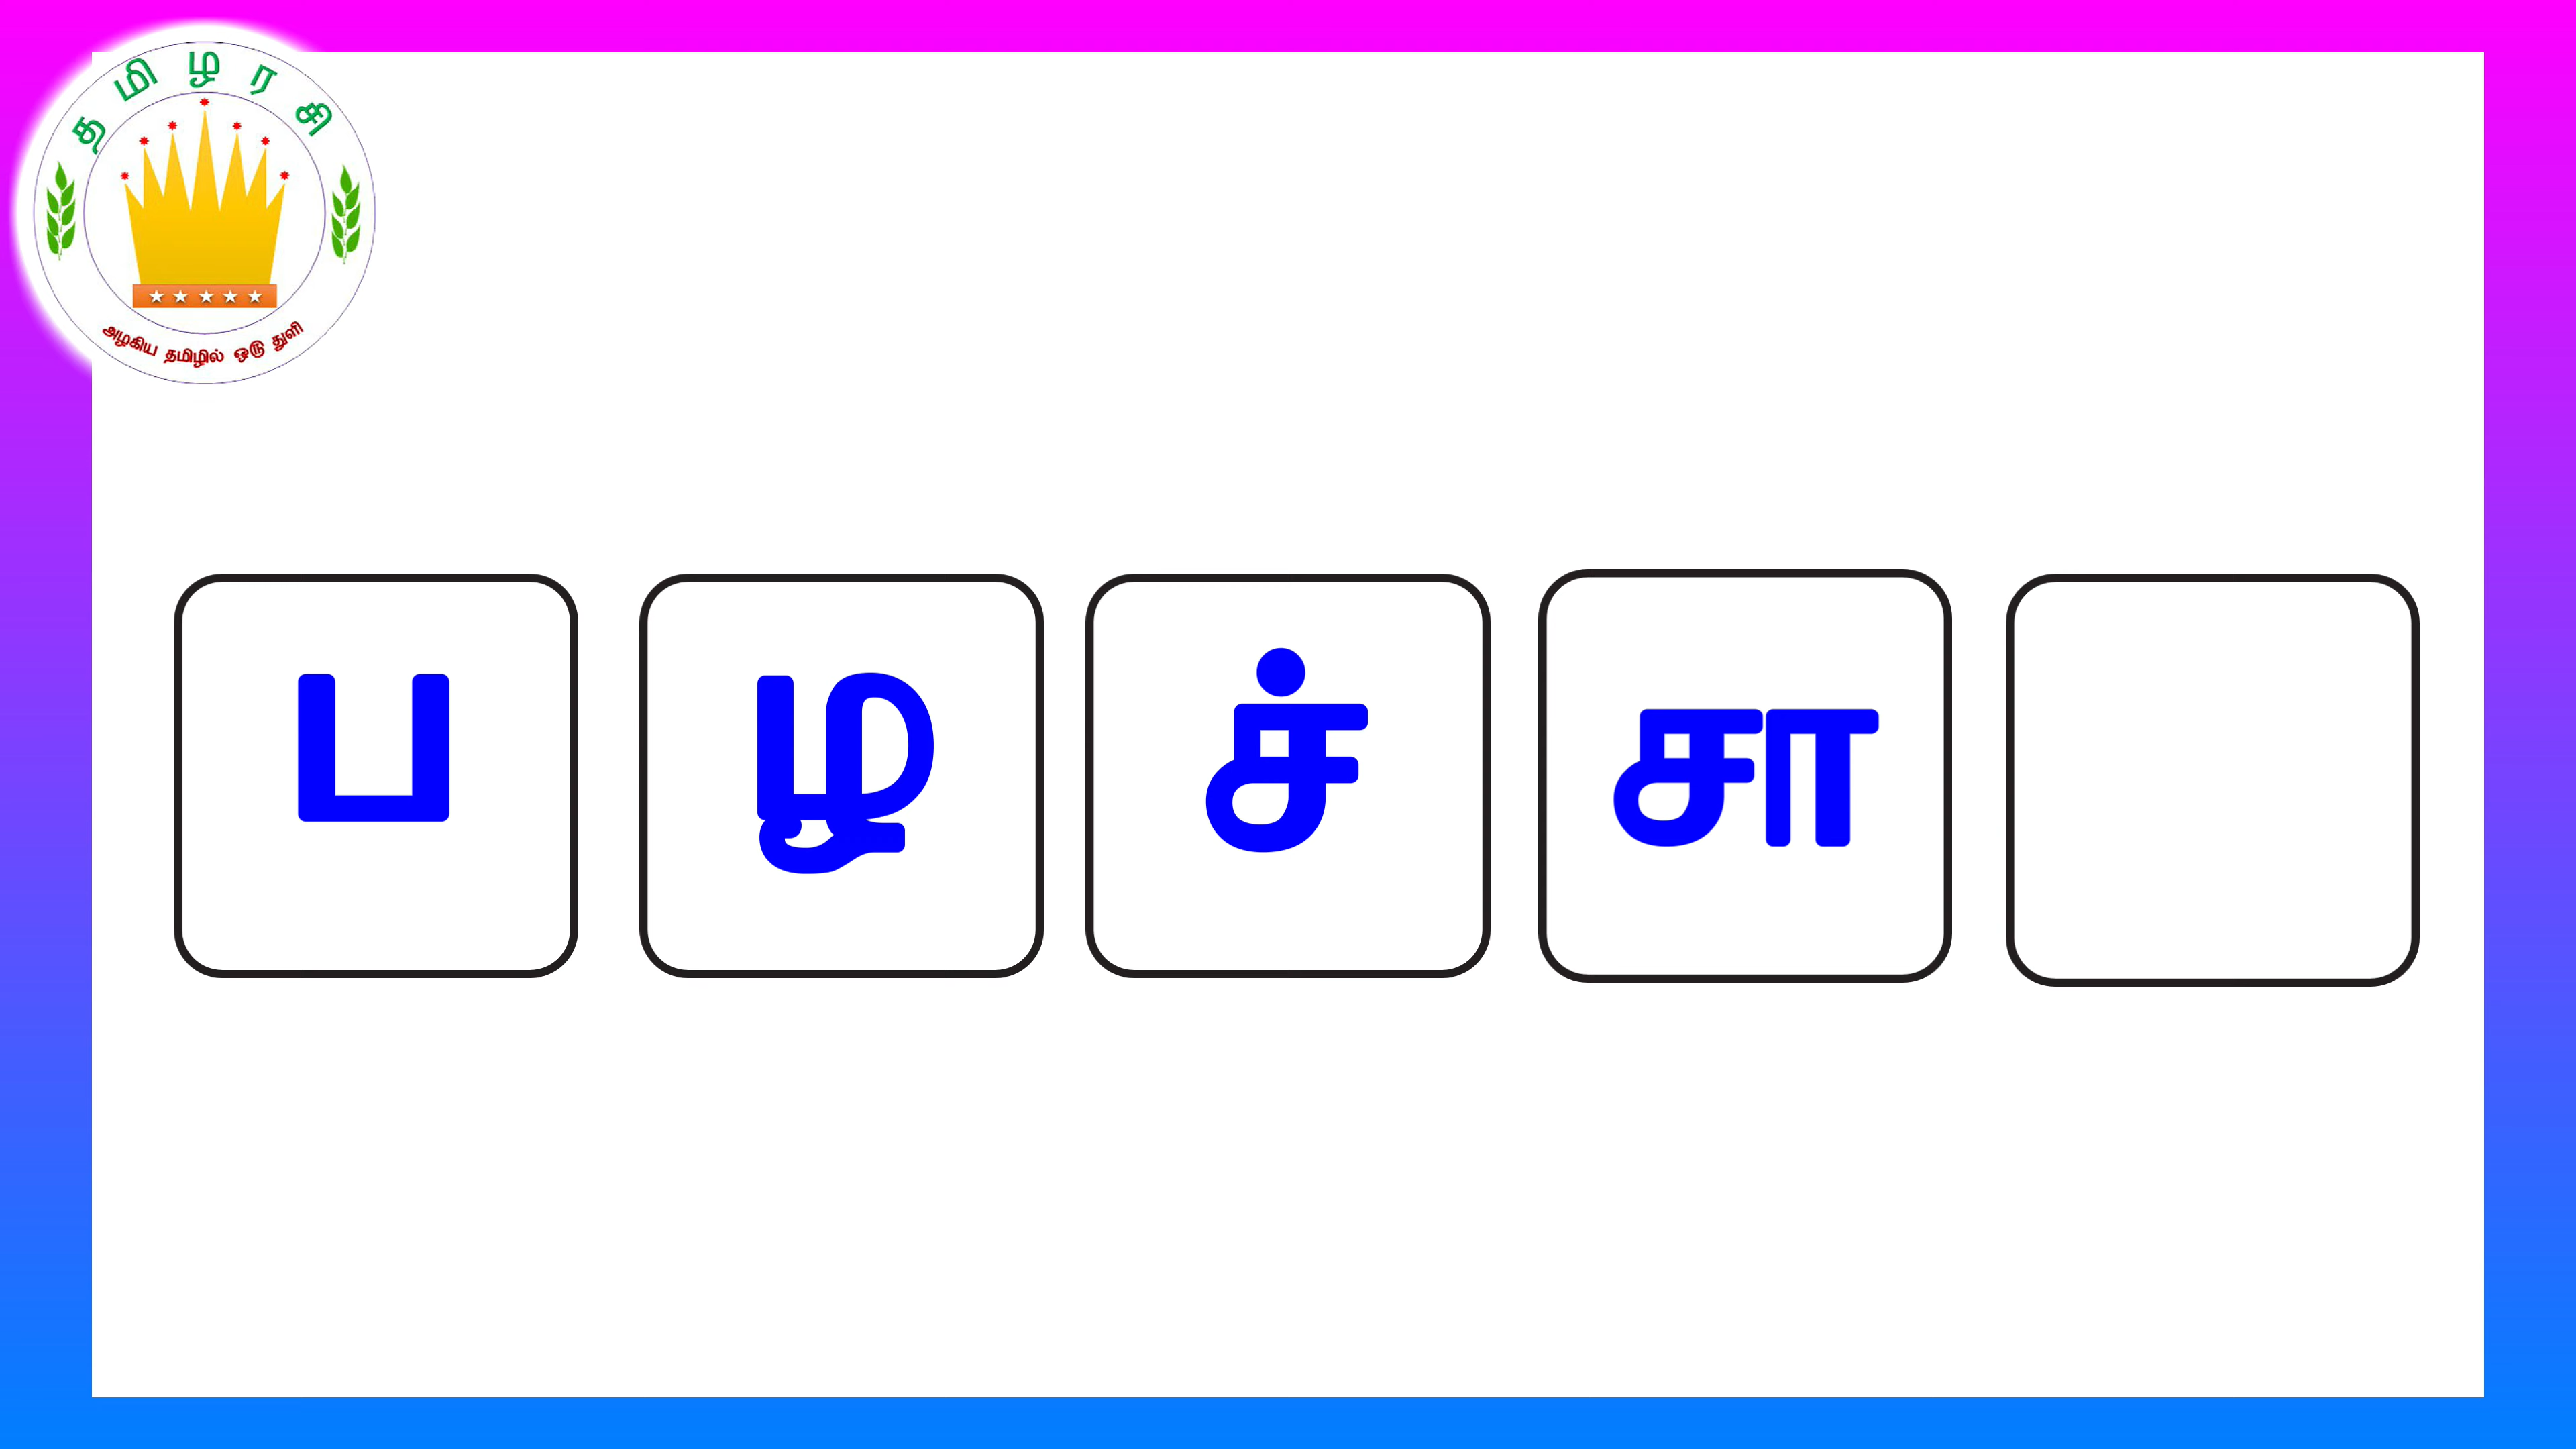 தமிழரசி
அழகிய தமிழில் ஒரு துளி
ப ழ ச் சா